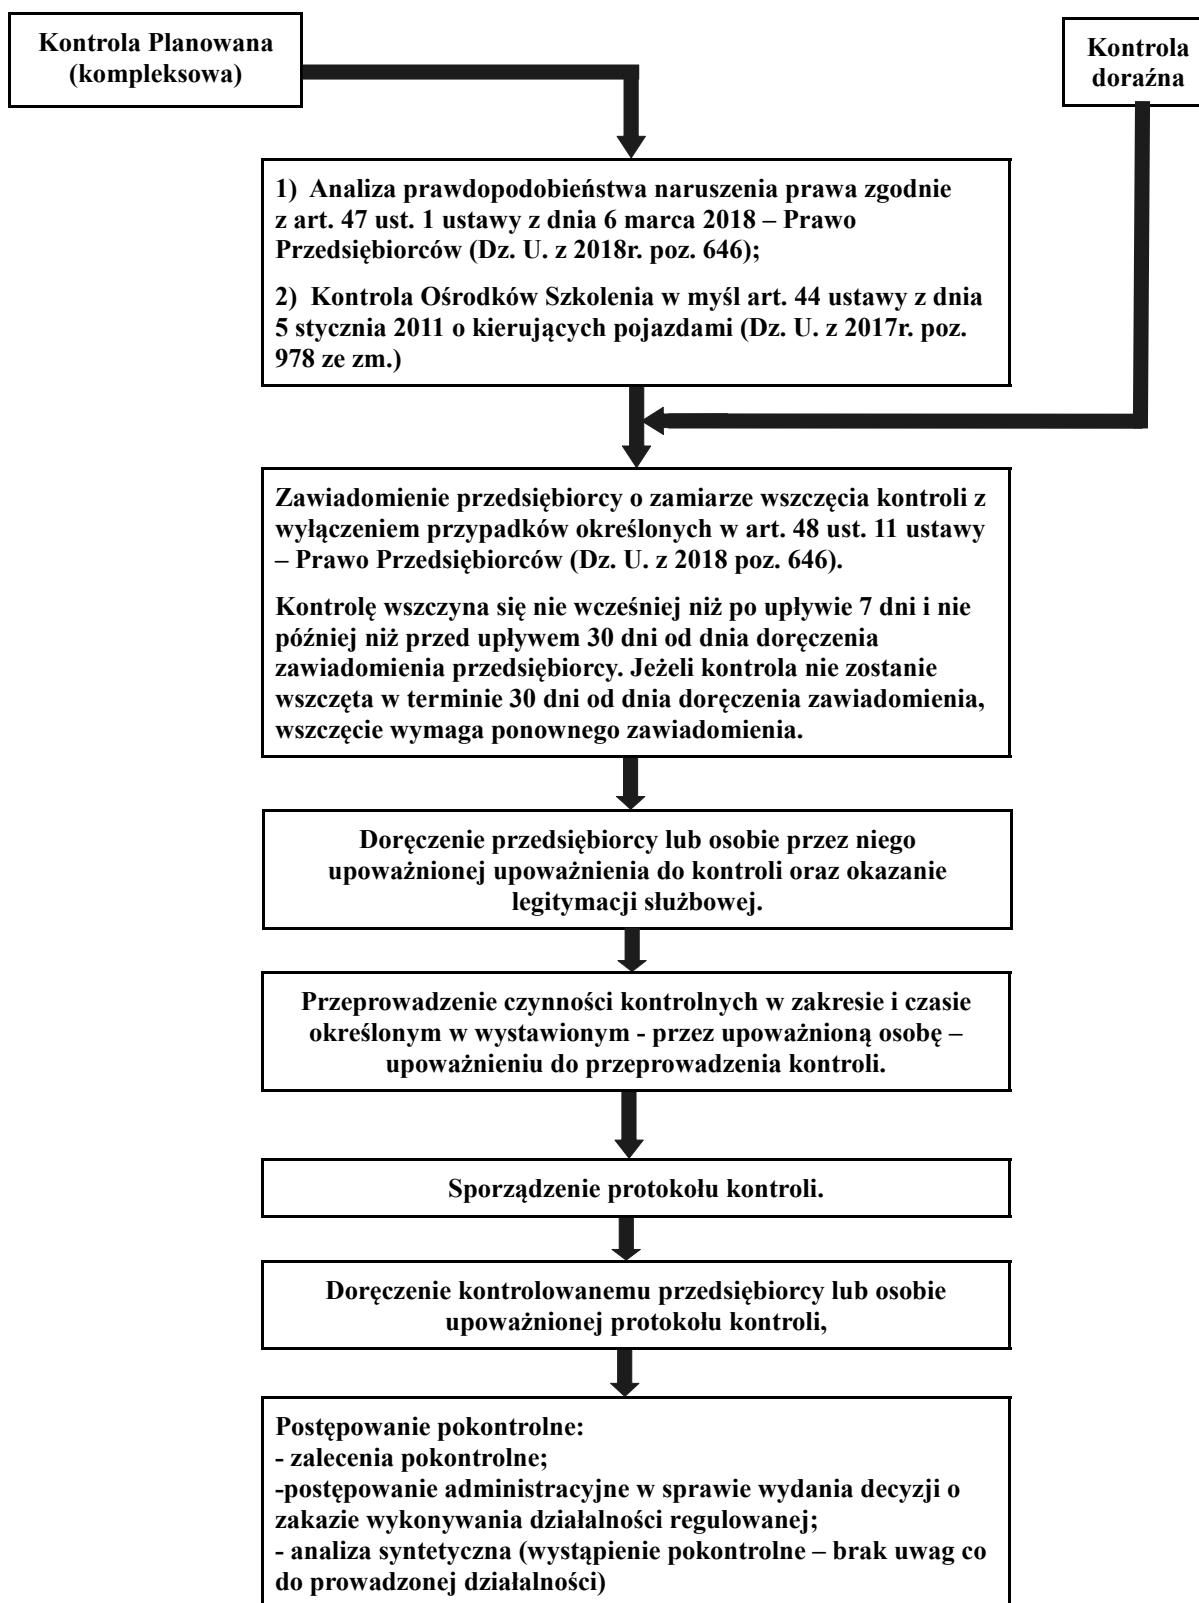 Kontrola Planowana
(kompleksowa)
Kontrola
doraźna
1)  Analiza prawdopodobieństwa naruszenia prawa zgodnie
z art. 47 ust. 1 ustawy z dnia 6 marca 2018 – Prawo
Przedsiębiorców (Dz. U. z 2018r. poz. 646);
2)  Kontrola Ośrodków Szkolenia w myśl art. 44 ustawy z dnia
5 stycznia 2011 o kierujących pojazdami (Dz. U. z 2017r. poz.
978 ze zm.)
Zawiadomienie przedsiębiorcy o zamiarze wszczęcia kontroli z
wyłączeniem przypadków określonych w art. 48 ust. 11 ustawy
– Prawo Przedsiębiorców (Dz. U. z 2018 poz. 646).
Kontrolę wszczyna się nie wcześniej niż po upływie 7 dni i nie
później niż przed upływem 30 dni od dnia doręczenia
zawiadomienia przedsiębiorcy. Jeżeli kontrola nie zostanie
wszczęta w terminie 30 dni od dnia doręczenia zawiadomienia,
wszczęcie wymaga ponownego zawiadomienia.
Doręczenie przedsiębiorcy lub osobie przez niego
upoważnionej upoważnienia do kontroli oraz okazanie
legitymacji służbowej.
Przeprowadzenie czynności kontrolnych w zakresie i czasie
określonym w wystawionym - przez upoważnioną osobę –
upoważnieniu do przeprowadzenia kontroli.
Sporządzenie protokołu kontroli.
Doręczenie kontrolowanemu przedsiębiorcy lub osobie
upoważnionej protokołu kontroli,
Postępowanie pokontrolne:
- zalecenia pokontrolne;
-postępowanie administracyjne w sprawie wydania decyzji o
zakazie wykonywania działalności regulowanej;
- analiza syntetyczna (wystąpienie pokontrolne – brak uwag co
do prowadzonej działalności)